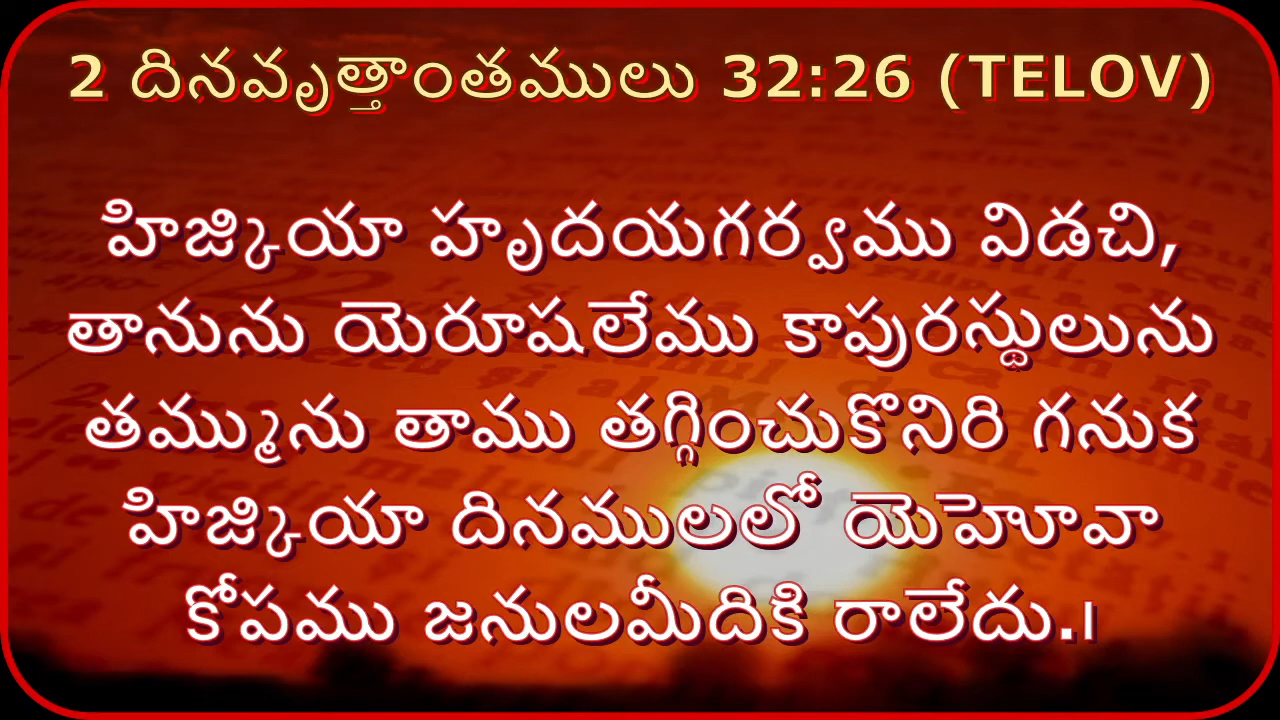 2 దినవృత్తాంతములు 32:26 (TELOV)
హిజ్కియా హృదయగర్వము విడచి,
తానును యెరూషలేము కాపురస్థులును
తమ్మును తాము తగ్గించుకొనిరి గనుక
హిజ్కియా దినములలో యెహోవా
కోపము జనులమీదికి రాలేదు.।